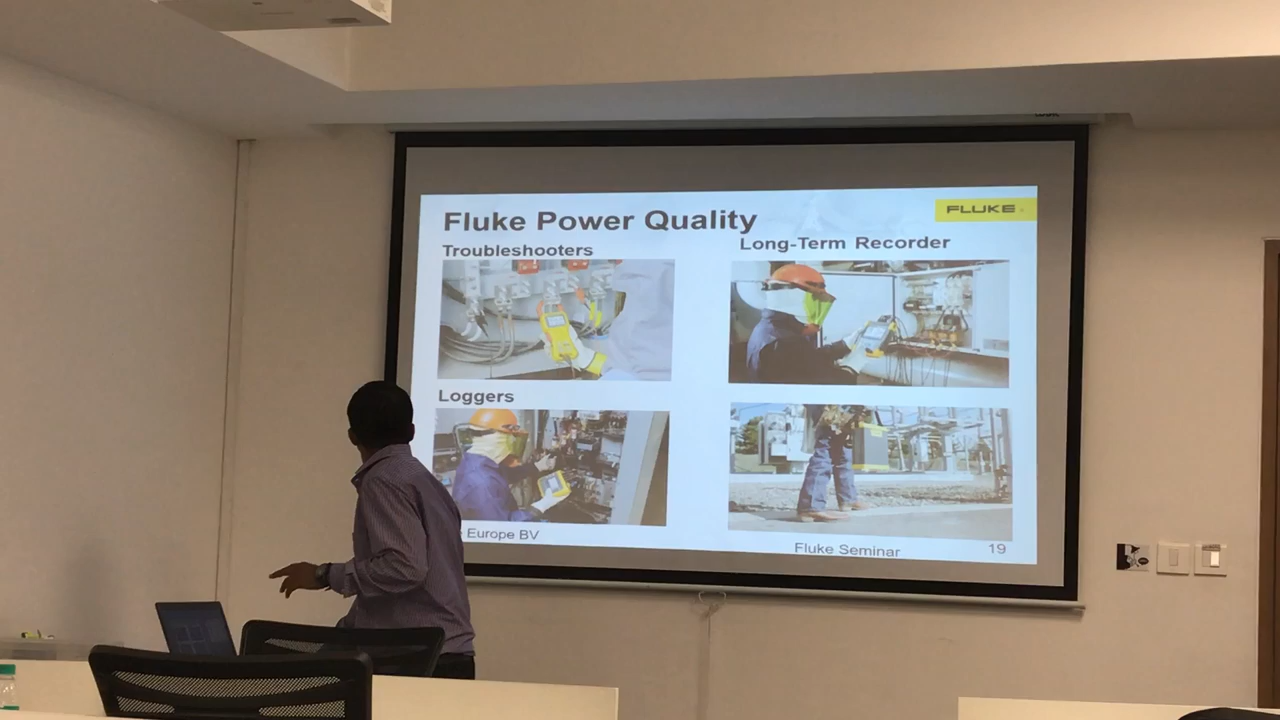 Fluke Power Quality
FLUKE
Troubleshooters
Long-Term Recorder
Loggers
Europe BV
Fluke Seminar
19